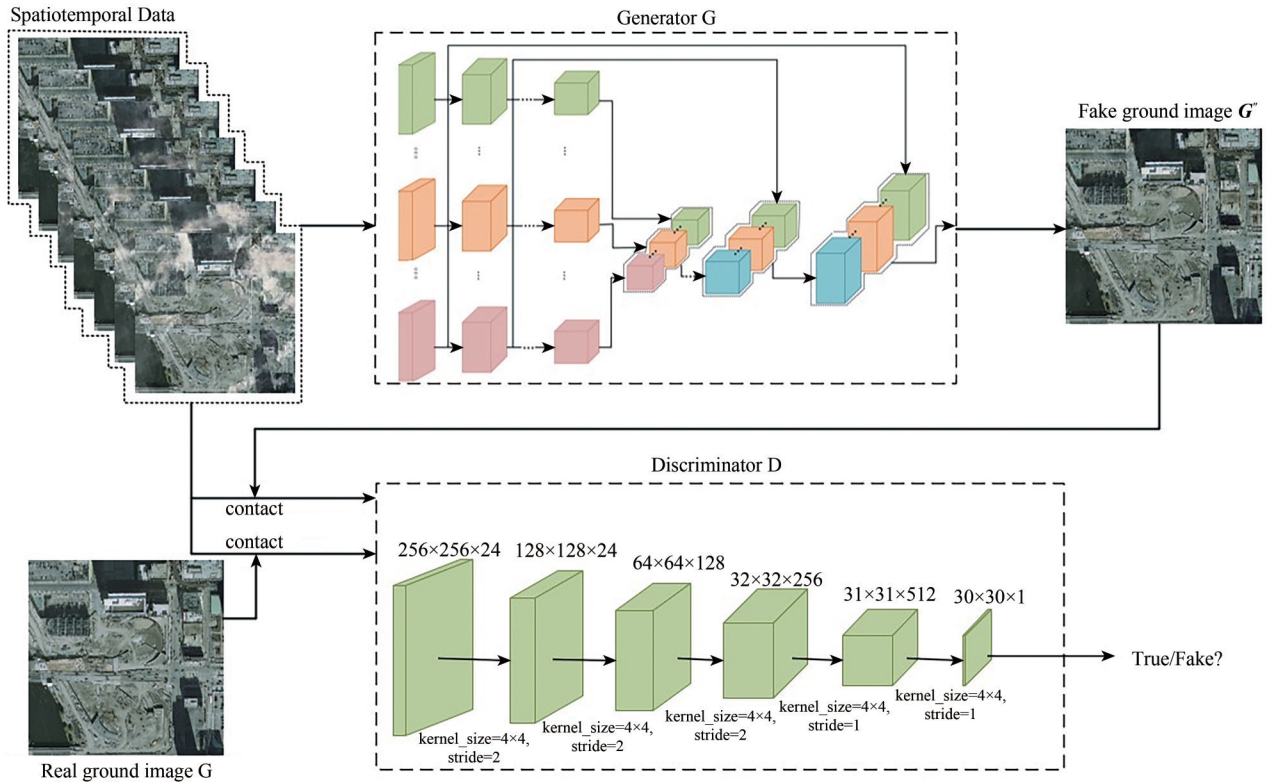 Spatiotemporal Data
Generator G
Fake ground image G″
Discriminator D
contact
contact
256×256×24
128×128×24
64×64×128
32×32×256
31×31×512
30×30×1
True/Fake?
kernel_size=4×4,
stride=2
kernel_size=4×4,
stride=2
kernel_size=4×4,
stride=2
kernel_size=4×4,
stride=1
kernel_size=4×4,
stride=1
Real ground image G